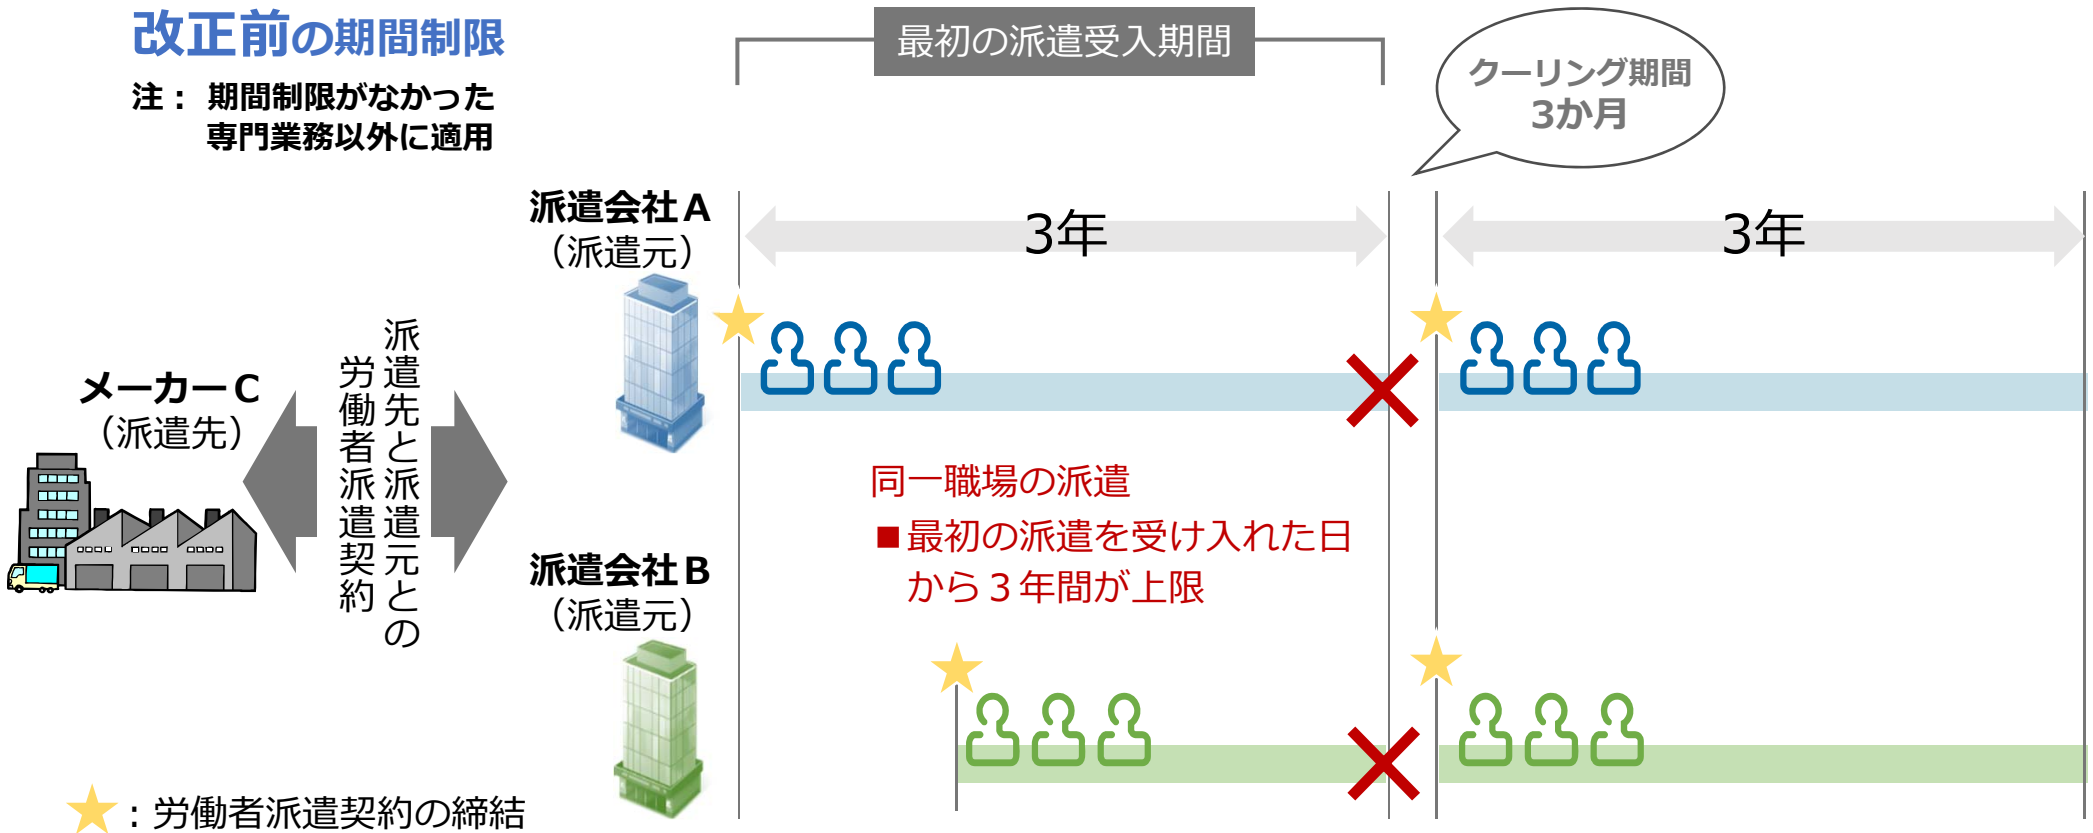 改正前の期間制限
注： 期間制限がなかった
専門業務以外に適用
最初の派遣受入期間
クーリング期間
3か月
派遣会社A
（派遣元）
3年
3年
メーカーC
（派遣先）
派遣先と派遣元との
労働者派遣契約
同一職場の派遣
■最初の派遣を受け入れた日
から３年間が上限
派遣会社B
（派遣元）
★：労働者派遣契約の締結